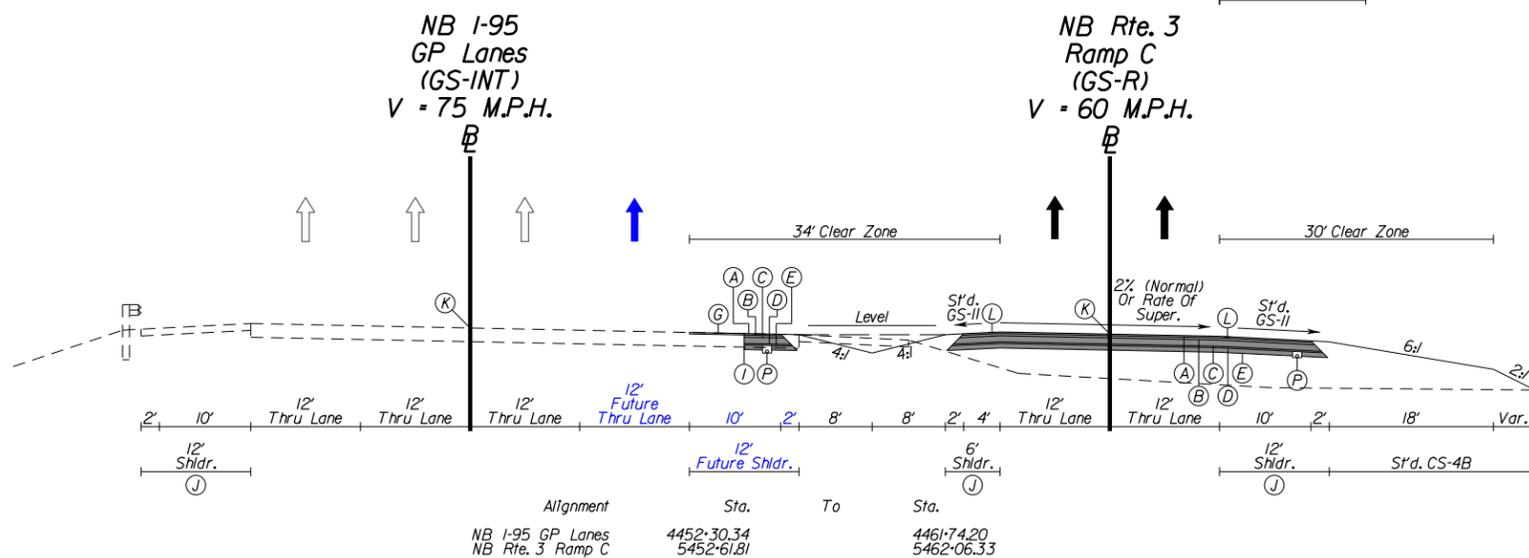 NB I-95
GP Lanes
(GS-INT)
V = 75 M.P.H.
BL
NB Rte. 3
Ramp C
(GS-R)
V = 60 M.P.H.
BL
34' Clear Zone
30' Clear Zone
A C E
B D
G
K
I P
Level
4:1
4:1
St'd.
GS-11
L
K
2% (Normal)
Or Rate Of
Super.
L
St'd.
GS-11
A C E
B D
P
6:1
2:1
2'
10'
12'
Thru Lane
12'
Thru Lane
12'
Thru Lane
12'
Future
Thru Lane
10'
2'
8'
8'
2'
4'
12'
Thru Lane
12'
Thru Lane
10'
2'
18'
Var.
12'
Shldr.
J
12'
Future Shldr.
6'
Shldr.
J
12'
Shldr.
J
St'd. CS-4B
Alignment Sta. To Sta.
NB I-95 GP Lanes 4452+30.34 4461+74.20
NB Rte. 3 Ramp C 5452+61.81 5462+06.33